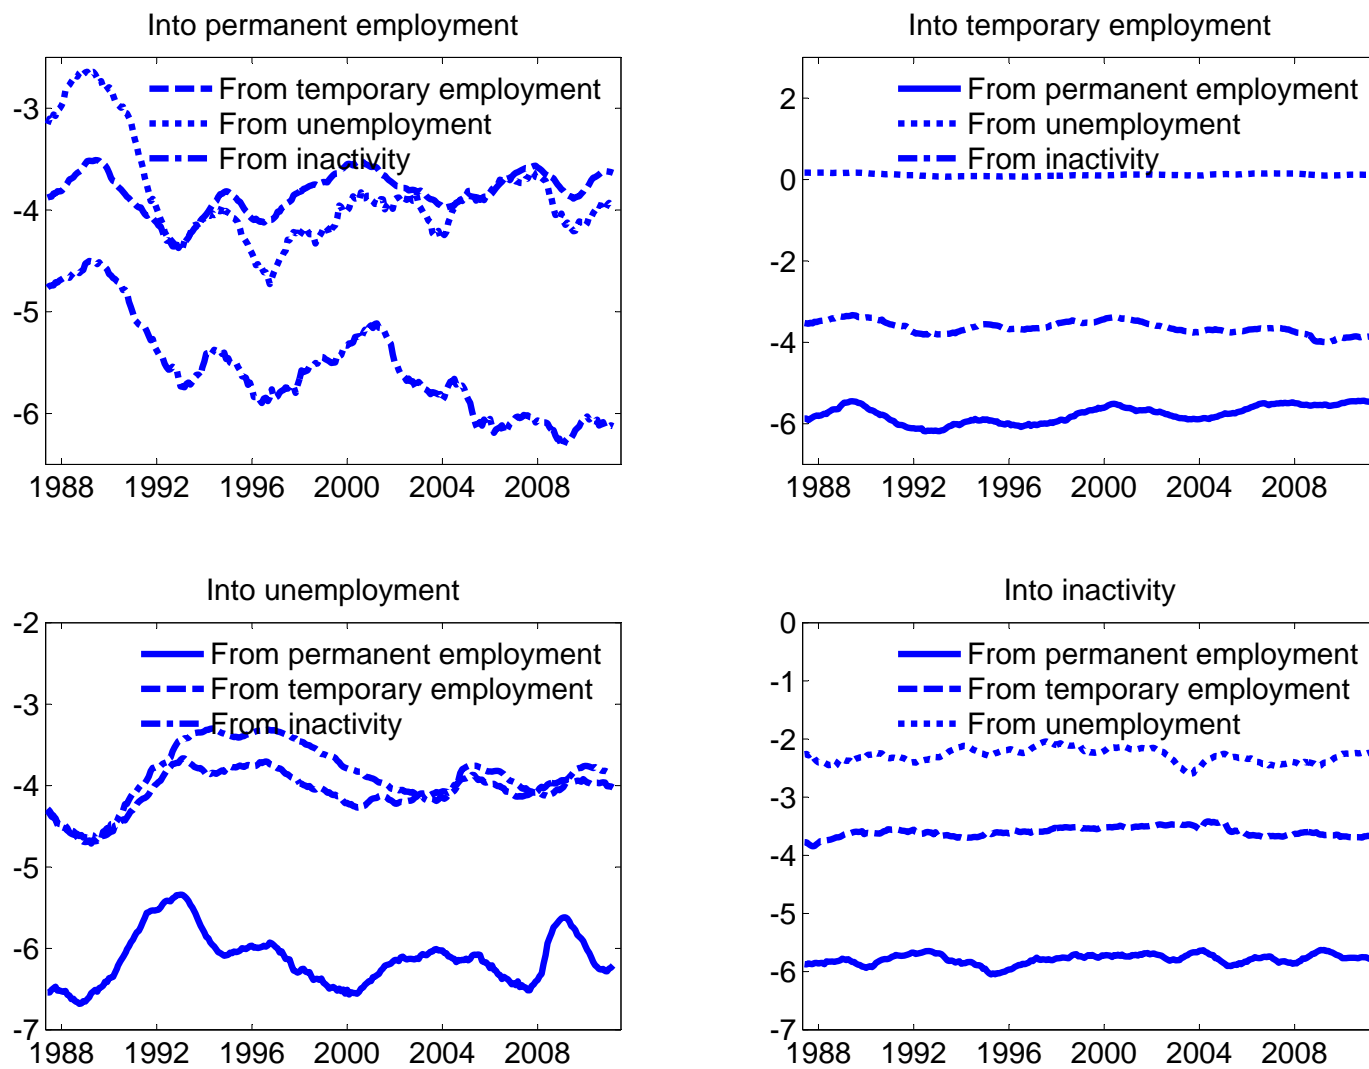 Into permanent employment
From temporary employment
From unemployment
From inactivity
-3
-4
-5
-6
1988 1992 1996 2000 2004 2008
Into temporary employment
From permanent employment
From unemployment
From inactivity
2
0
-2
-4
-6
1988 1992 1996 2000 2004 2008
Into unemployment
From permanent employment
From temporary employment
From inactivity
-2
-3
-4
-5
-6
-7
1988 1992 1996 2000 2004 2008
Into inactivity
From permanent employment
From temporary employment
From unemployment
0
-1
-2
-3
-4
-5
-6
-7
1988 1992 1996 2000 2004 2008